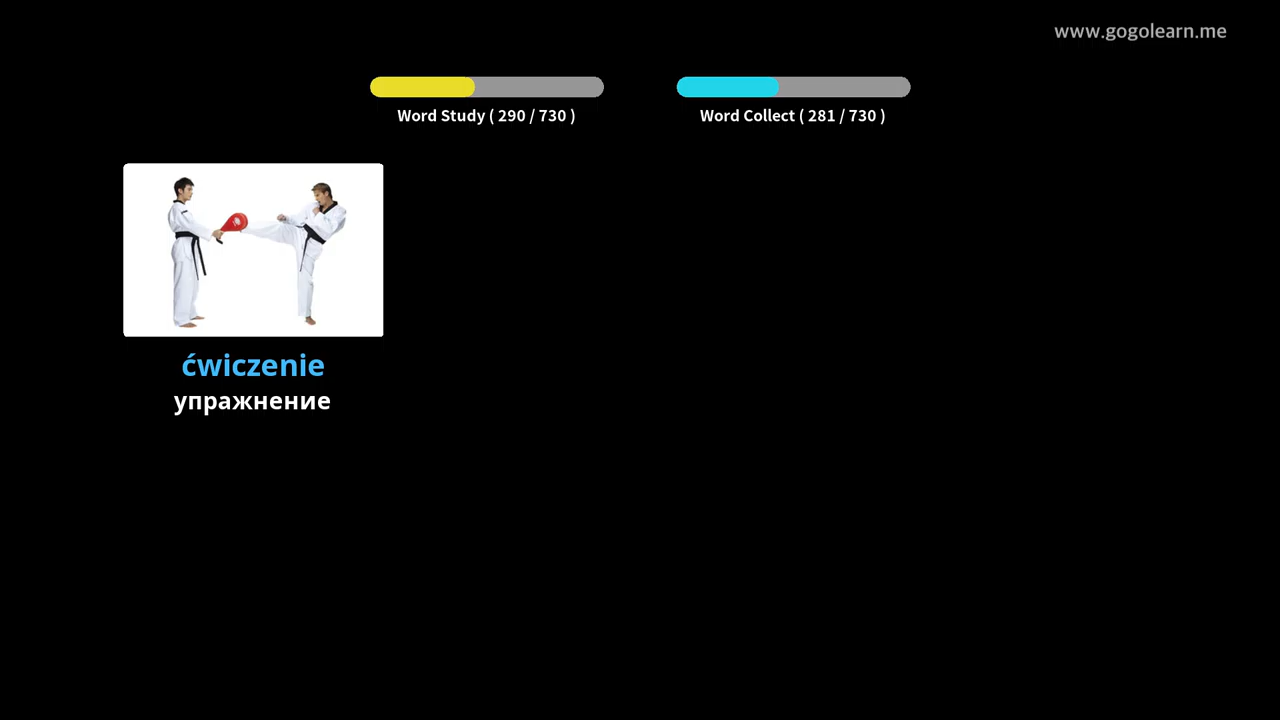 www.gogolearn.me
Word Study ( 290 / 730 )
Word Collect ( 281 / 730 )
ćwiczenie
упражнение